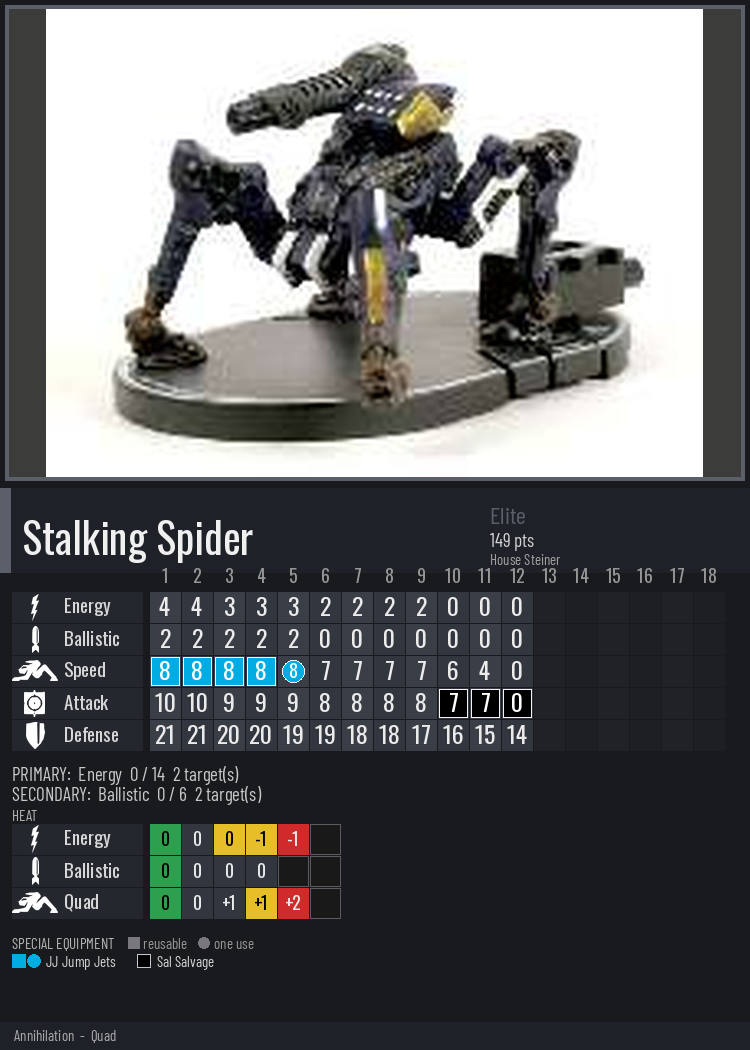 Stalking Spider
Elite
149 pts
House Steiner
1 2 3 4 5 6 7 8 9 10 11 12 13 14 15 16 17 18
Energy 4 4 3 3 3 2 2 2 2 0 0 0
Ballistic 2 2 2 2 2 0 0 0 0 0 0 0
Speed 8 8 8 8 8 7 7 7 7 6 4 0
Attack 10 10 9 9 9 8 8 8 8 7 7 0
Defense 21 21 20 20 19 19 18 18 17 16 15 14
PRIMARY: Energy 0 / 14 2 target(s)
SECONDARY: Ballistic 0 / 6 2 target(s)
HEAT
Energy 0 0 0 -1 -1
Ballistic 0 0 0 0
Quad 0 0 +1 +1 +2
SPECIAL EQUIPMENT reusable one use
JJ Jump Jets Sal Salvage
Annihilation - Quad